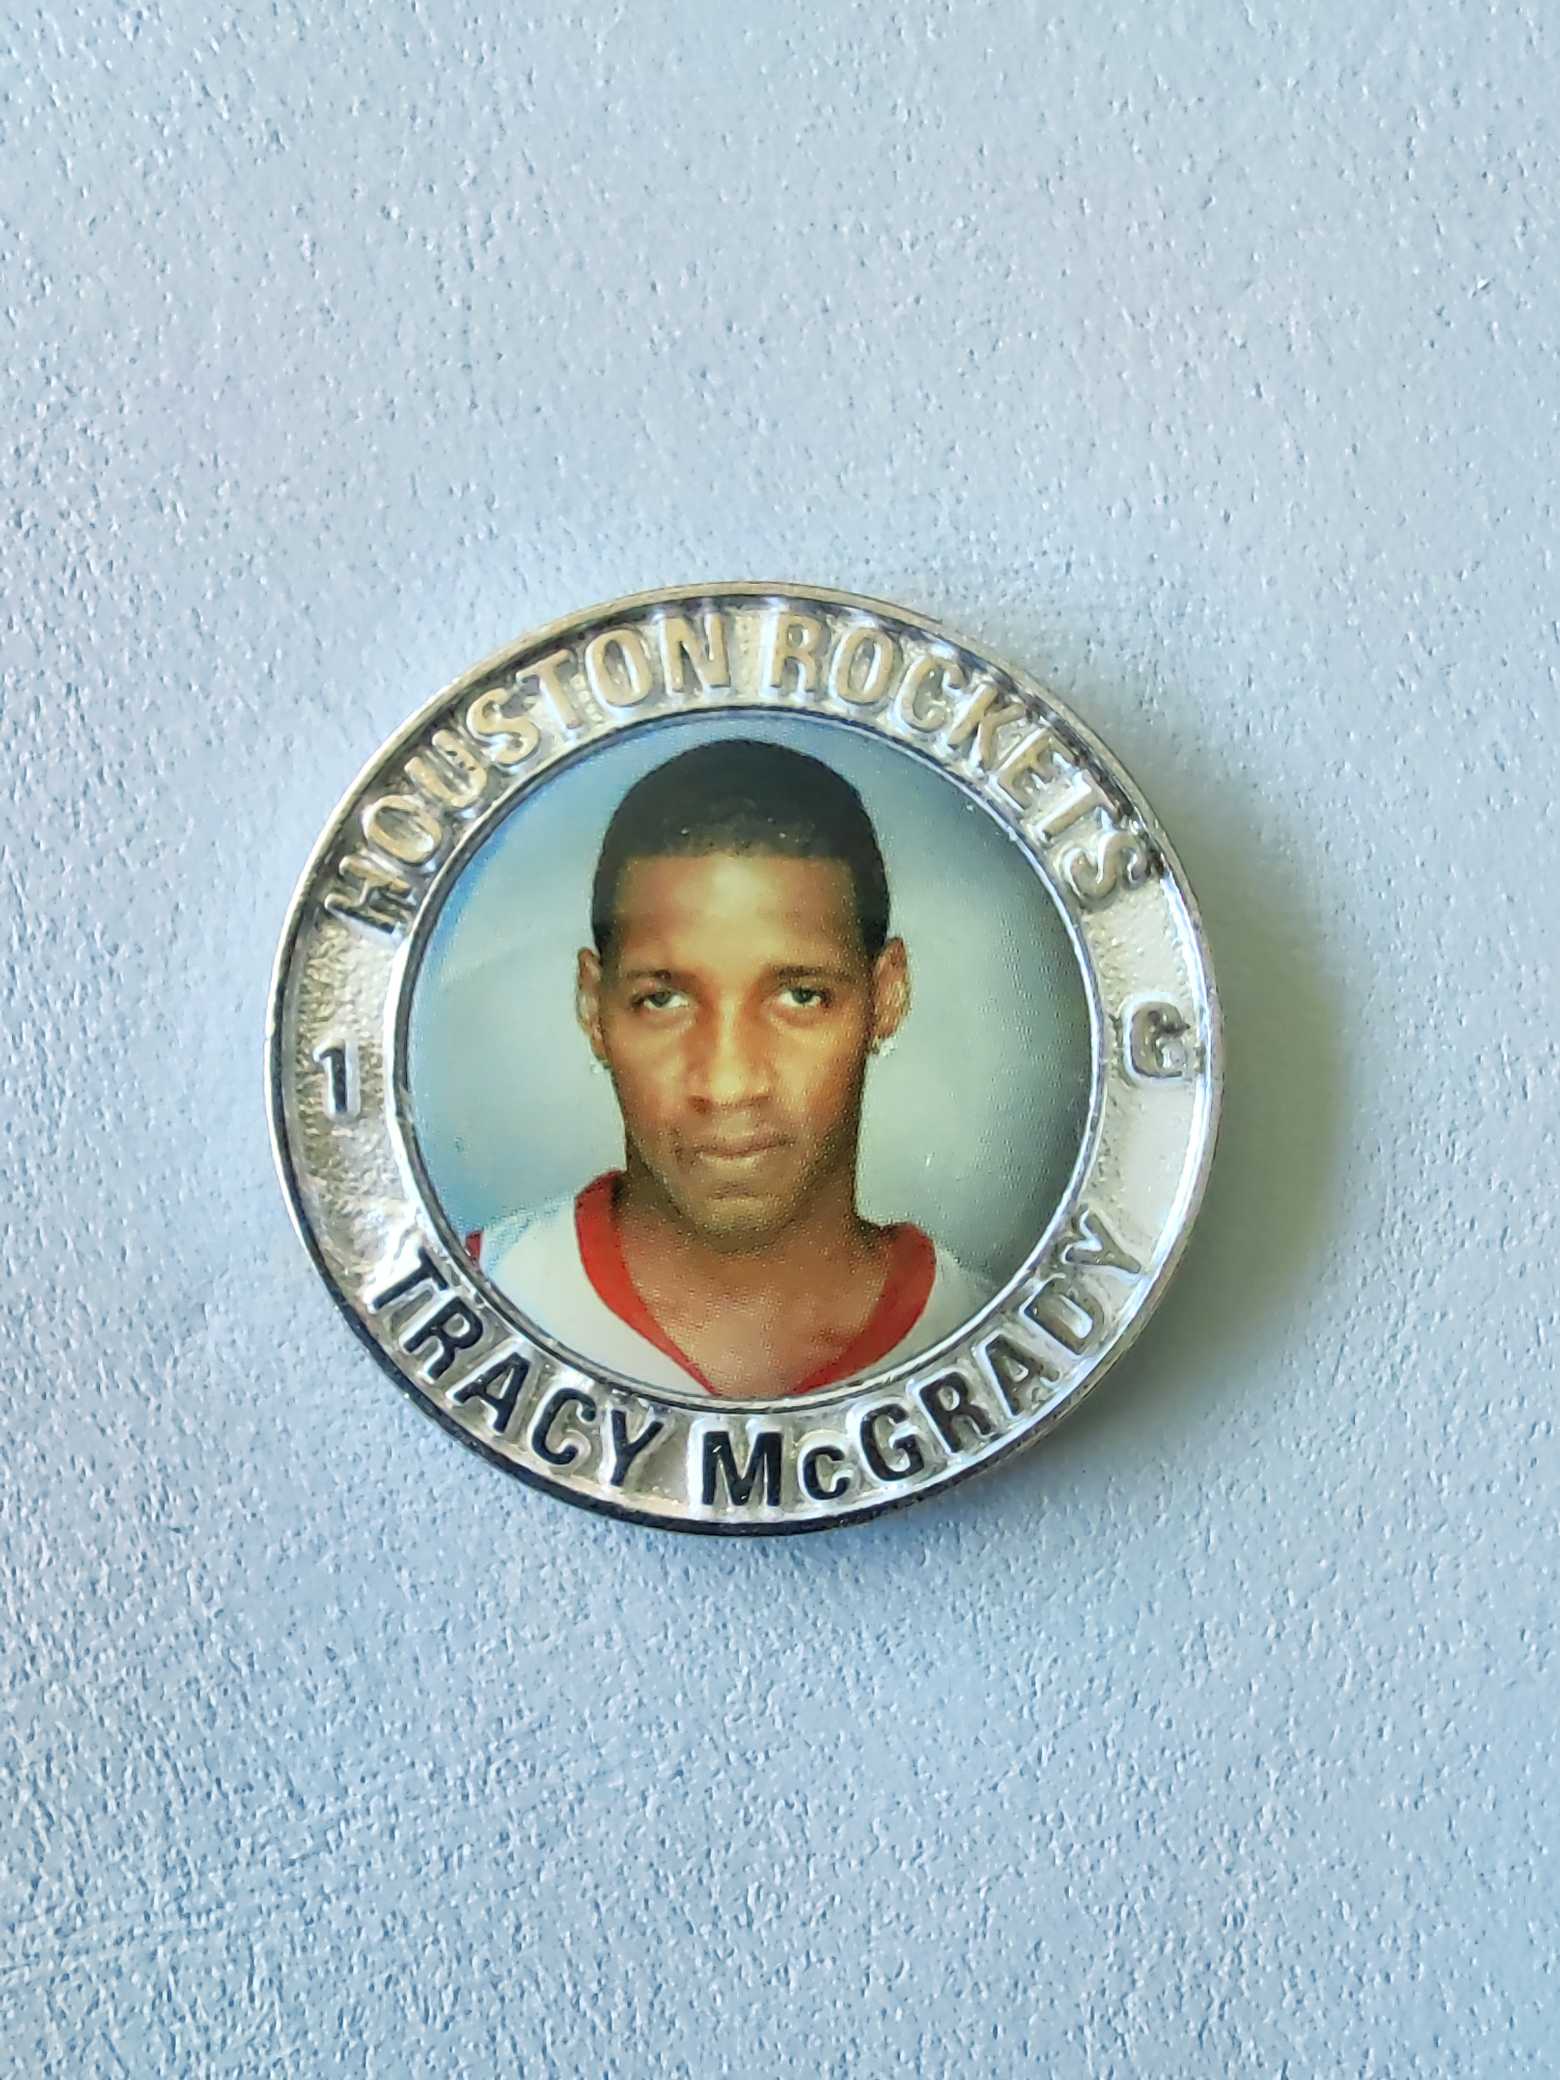 HOUSTON ROCKETS
1 G
TRACY McGRADY